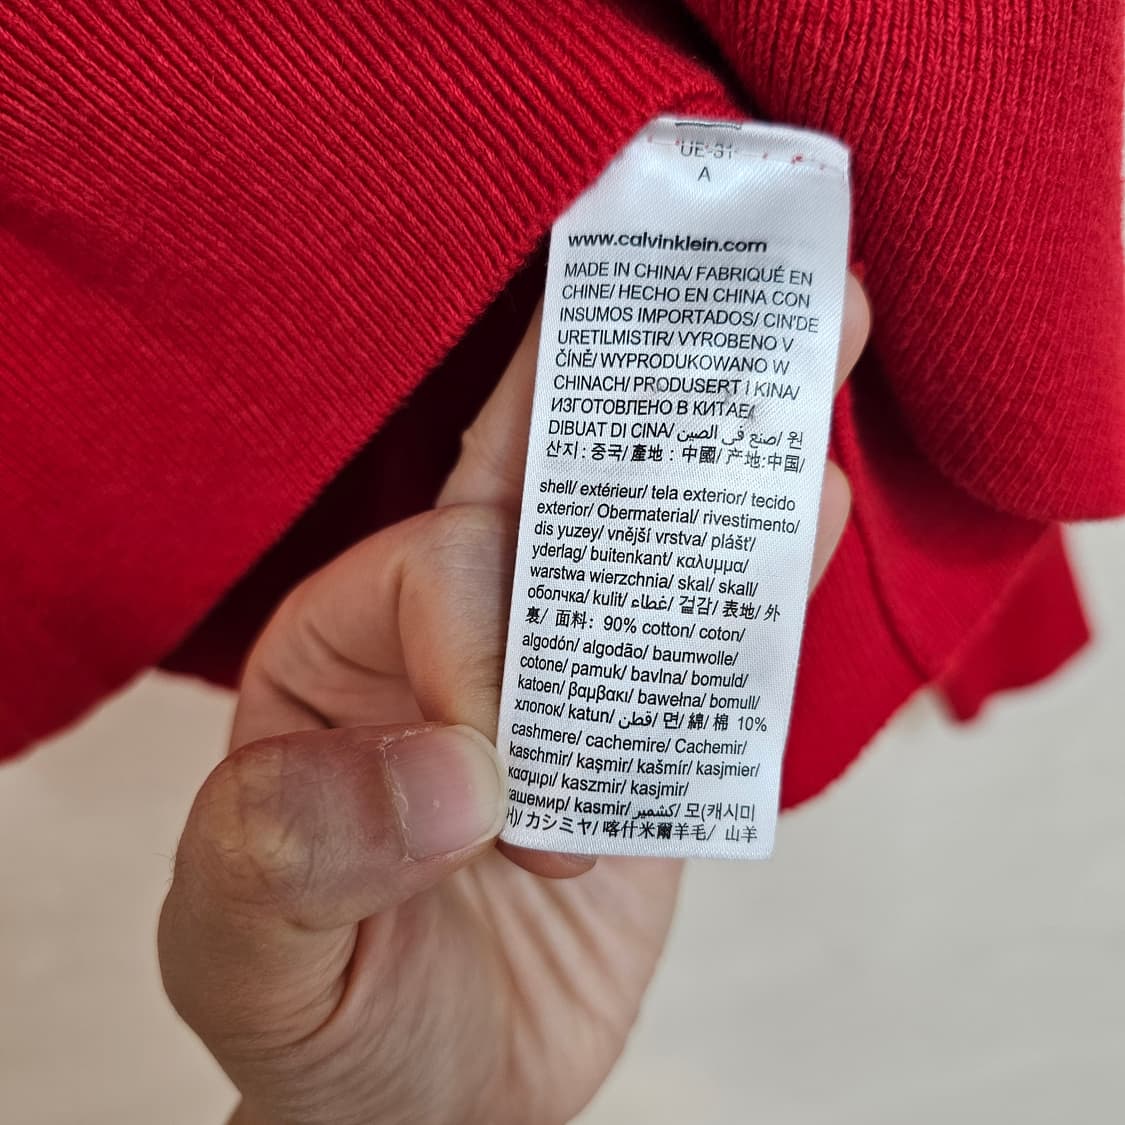 UE-31
A
www.calvinklein.com
MADE IN CHINA/ FABRIQUÉ EN
CHINE/ HECHO EN CHINA CON
INSUMOS IMPORTADOS/ CIN'DE
URETILMISTIR/ VYROBENO V
ČÍNĚ/ WYPRODUKOWANO W
CHINACH/ PRODUSERT I KINA/
ИЗГОТОВЛЕНО В КИТАЕ/
DIBUAT DI CINA/ صنع في الصين/ 원
산지 : 중국/ 產地 : 中國/ 产地:中国/
shell/ extérieur/ tela exterior/ tecido
exterior/ Obermaterial/ rivestimento/
dis yuzey/ vnější vrstva/ plášť/
yderlag/ buitenkant/ καλυμμα/
warstwa wierzchnia/ skal/ skall/
оболчка/ kulit/ غطاء/ 겉감/ 表地/ 外
裏/ 面料: 90% cotton/ coton/
algodón/ algodão/ baumwolle/
cotone/ pamuk/ bavlna/ bomuld/
katoen/ βαμβακι/ bawełna/ bomull/
хлопок/ katun/ قطن/ 면/ 綿/ 棉 10%
cashmere/ cachemire/ Cachemir/
kaschmir/ kaşmir/ kašmír/ kasjmier/
κασμιρι/ kaszmir/ kasjmir/
кашемир/ kasmir/ كشمير/ 모(캐시미
어)/ カシミヤ/ 喀什米爾羊毛/ 山羊